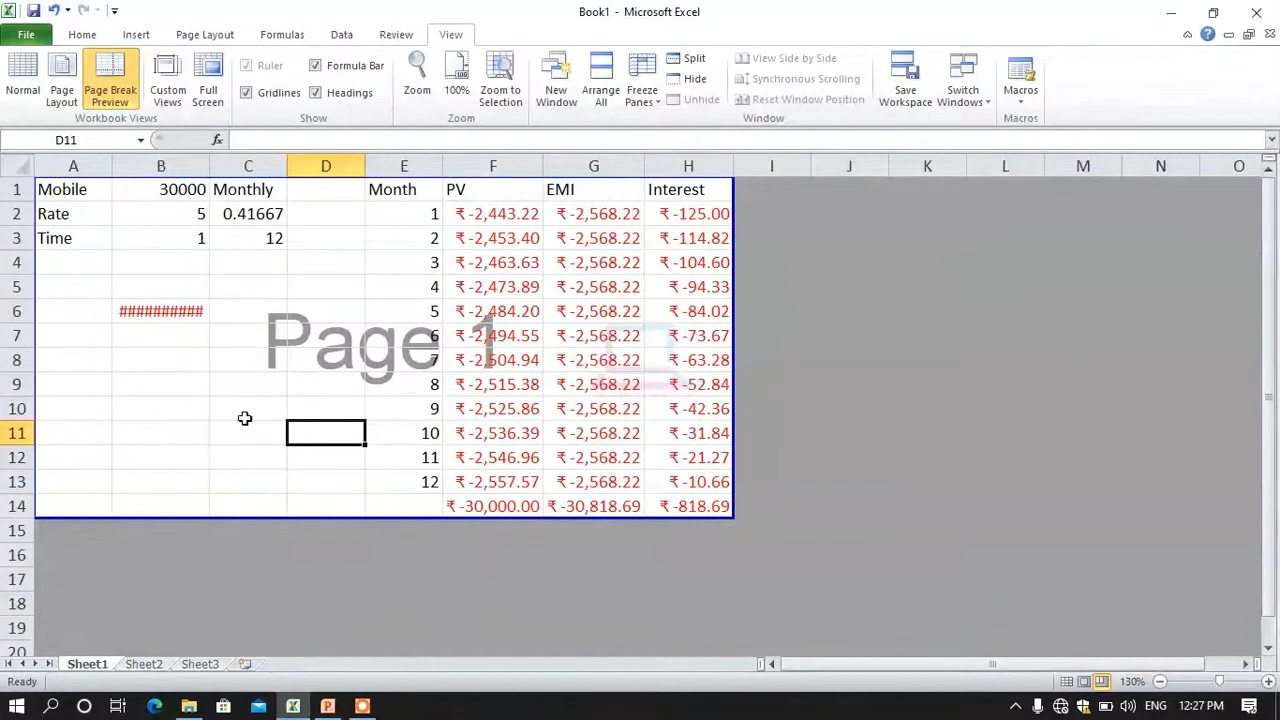 Book1 - Microsoft Excel
File Home Insert Page Layout Formulas Data Review View
Normal Page Layout Page Break Preview Custom Views Full Screen
Workbook Views
Ruler Formula Bar
Gridlines Headings
Show
Zoom 100% Zoom to Selection
Zoom
New Window Arrange All Freeze Panes
Split
Hide
Unhide
View Side by Side
Synchronous Scrolling
Reset Window Position
Window
Save Workspace Switch Windows
Macros
Macros
D11 fx
A B C D E F G H I J K L M N O
1 Mobile 30000 Monthly Month PV EMI Interest
2 Rate 5 0.41667 1 ₹ -2,443.22 ₹ -2,568.22 ₹ -125.00
3 Time 1 12 2 ₹ -2,453.40 ₹ -2,568.22 ₹ -114.82
4 3 ₹ -2,463.63 ₹ -2,568.22 ₹ -104.60
5 4 ₹ -2,473.89 ₹ -2,568.22 ₹ -94.33
6 ########## 5 ₹ -2,484.20 ₹ -2,568.22 ₹ -84.02
7 6 ₹ -2,494.55 ₹ -2,568.22 ₹ -73.67
Page 1
8 7 ₹ -2,504.94 ₹ -2,568.22 ₹ -63.28
9 8 ₹ -2,515.38 ₹ -2,568.22 ₹ -52.84
10 9 ₹ -2,525.86 ₹ -2,568.22 ₹ -42.36
11 10 ₹ -2,536.39 ₹ -2,568.22 ₹ -31.84
12 11 ₹ -2,546.96 ₹ -2,568.22 ₹ -21.27
13 12 ₹ -2,557.57 ₹ -2,568.22 ₹ -10.66
14 ₹ -30,000.00 ₹ -30,818.69 ₹ -818.69
15
16
17
18
19
20
Sheet1 Sheet2 Sheet3
Ready 130%
ENG 12:27 PM